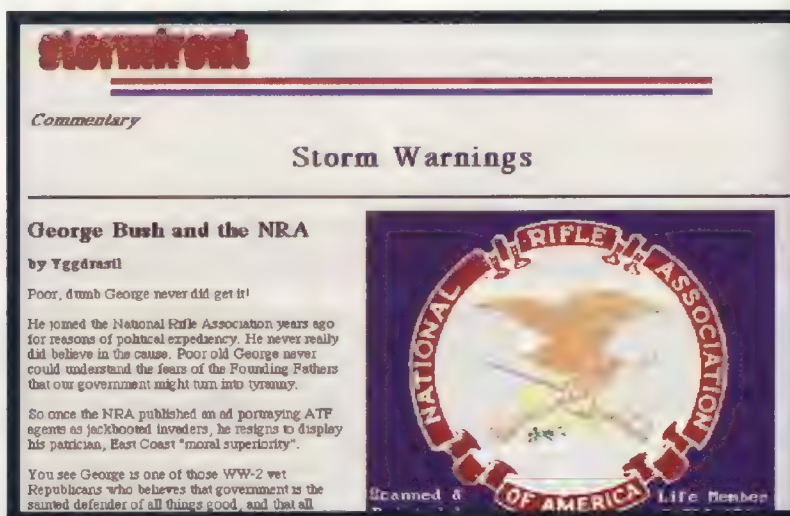 stormfront
Commentary
Storm Warnings
George Bush and the NRA
by Yggdrasil
Poor, dumb George never did get it!
He joined the National Rifle Association years ago
for reasons of political expediency. He never really
did believe in the cause. Poor old George never
could understand the fears of the Founding Fathers
that our government might turn into tyranny.
So once the NRA published an ad portraying ATF
agents as jackbooted invaders, he resigns to display
his patrician, East Coast "moral superiority".
You see George is one of those WW-2 vet
Republicans who believes that government is the
sainted defender of all things good, and that all
NATIONAL RIFLE ASSOCIATION
OF AMERICA
Scanned &
Life Member